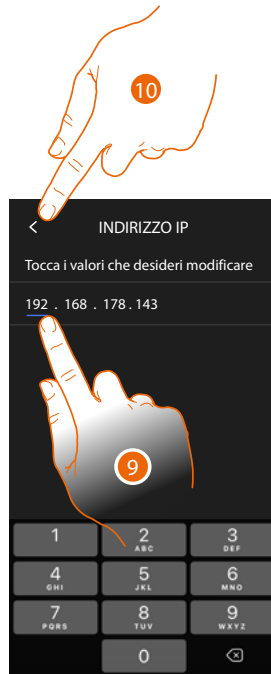 10
< INDIRIZZO IP
Tocca i valori che desideri modificare
192 . 168 . 178 . 143
9
1 2 3
ABC DEF
4 5 6
GHI JKL MNO
7 8 9
PQRS TUV WXYZ
0